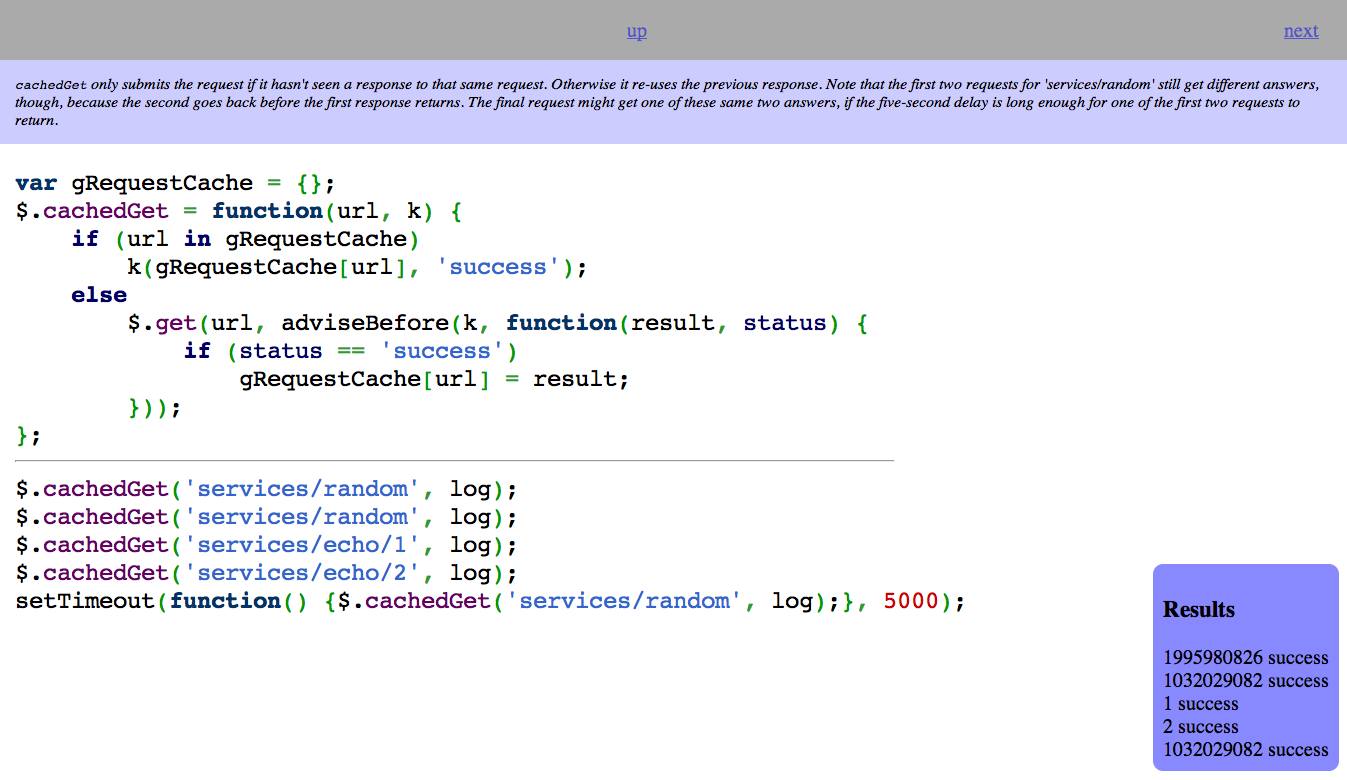 up
next
cachedGet only submits the request if it hasn't seen a response to that same request. Otherwise it re-uses the previous response. Note that the first two requests for 'services/random' still get different answers,
though, because the second goes back before the first response returns. The final request might get one of these same two answers, if the five-second delay is long enough for one of the first two requests to
return.
var gRequestCache = {};
$.cachedGet = function(url, k) {
    if (url in gRequestCache)
        k(gRequestCache[url], 'success');
    else
        $.get(url, adviseBefore(k, function(result, status) {
            if (status == 'success')
                gRequestCache[url] = result;
        }));
};
$.cachedGet('services/random', log);
$.cachedGet('services/random', log);
$.cachedGet('services/echo/1', log);
$.cachedGet('services/echo/2', log);
setTimeout(function() {$.cachedGet('services/random', log);}, 5000);
Results
1995980826 success
1032029082 success
1 success
2 success
1032029082 success